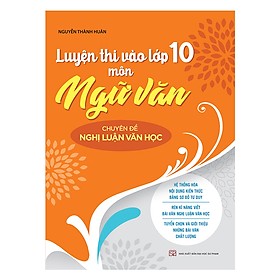 NGUYỄN THÀNH HUÂN
Luyện thi vào lớp 10
môn
Ngữ văn
CHUYÊN ĐỀ
NGHỊ LUẬN VĂN HỌC
HỆ THỐNG HÓA
NỘI DUNG KIẾN THỨC
BẰNG SƠ ĐỒ TƯ DUY
RÈN KĨ NĂNG VIẾT
BÀI VĂN NGHỊ LUẬN VĂN HỌC
TUYỂN CHỌN VÀ GIỚI THIỆU
NHỮNG BÀI VĂN
CHẤT LƯỢNG